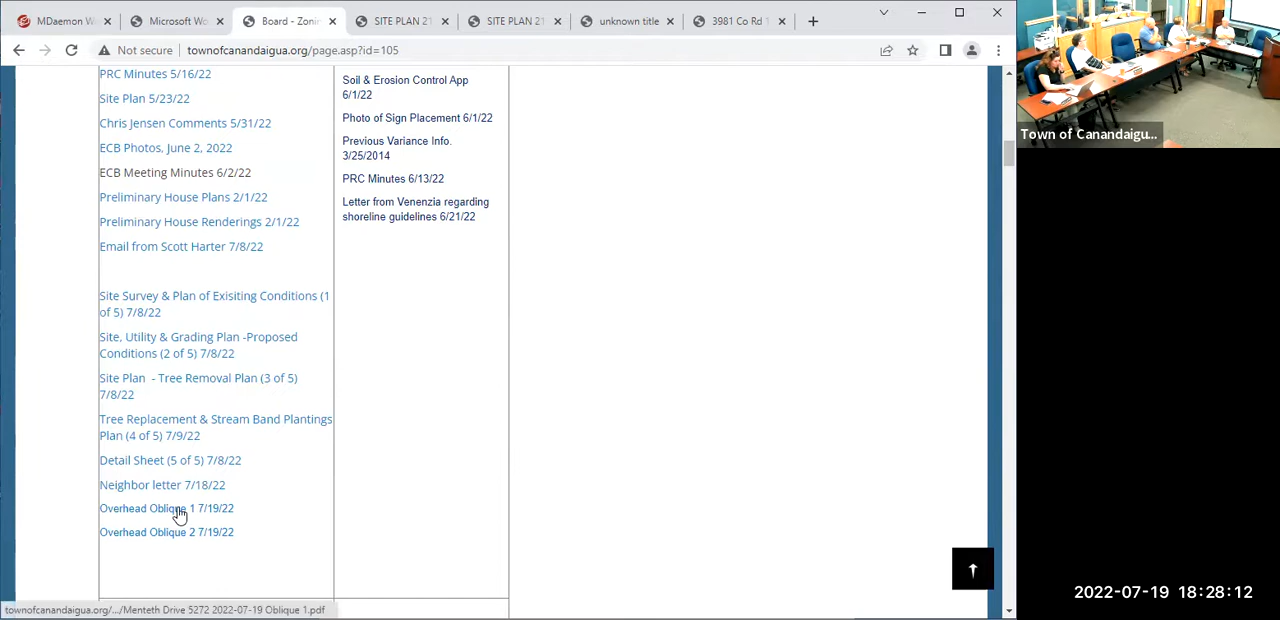 MDaemon W
Microsoft Wo
Board - Zonin
SITE PLAN 21
SITE PLAN 21
unknown title
3981 Co Rd
Not secure
townofcanandaigua.org/page.asp?id=105
PRC Minutes 5/16/22
Site Plan 5/23/22
Chris Jensen Comments 5/31/22
ECB Photos, June 2, 2022
ECB Meeting Minutes 6/2/22
Preliminary House Plans 2/1/22
Preliminary House Renderings 2/1/22
Email from Scott Harter 7/8/22
Site Survey & Plan of Exisiting Conditions (1
of 5) 7/8/22
Site, Utility & Grading Plan -Proposed
Conditions (2 of 5) 7/8/22
Site Plan - Tree Removal Plan (3 of 5)
7/8/22
Tree Replacement & Stream Band Plantings
Plan (4 of 5) 7/9/22
Detail Sheet (5 of 5) 7/8/22
Neighbor letter 7/18/22
Overhead Oblique 1 7/19/22
Overhead Oblique 2 7/19/22
Soil & Erosion Control App
6/1/22
Photo of Sign Placement 6/1/22
Previous Variance Info.
3/25/2014
PRC Minutes 6/13/22
Letter from Venenzia regarding
shoreline guidelines 6/21/22
townofcanandaigua.org/.../Menteth Drive 5272 2022-07-19 Oblique 1.pdf
Town of Canandaigu...
2022-07-19 18:28:12